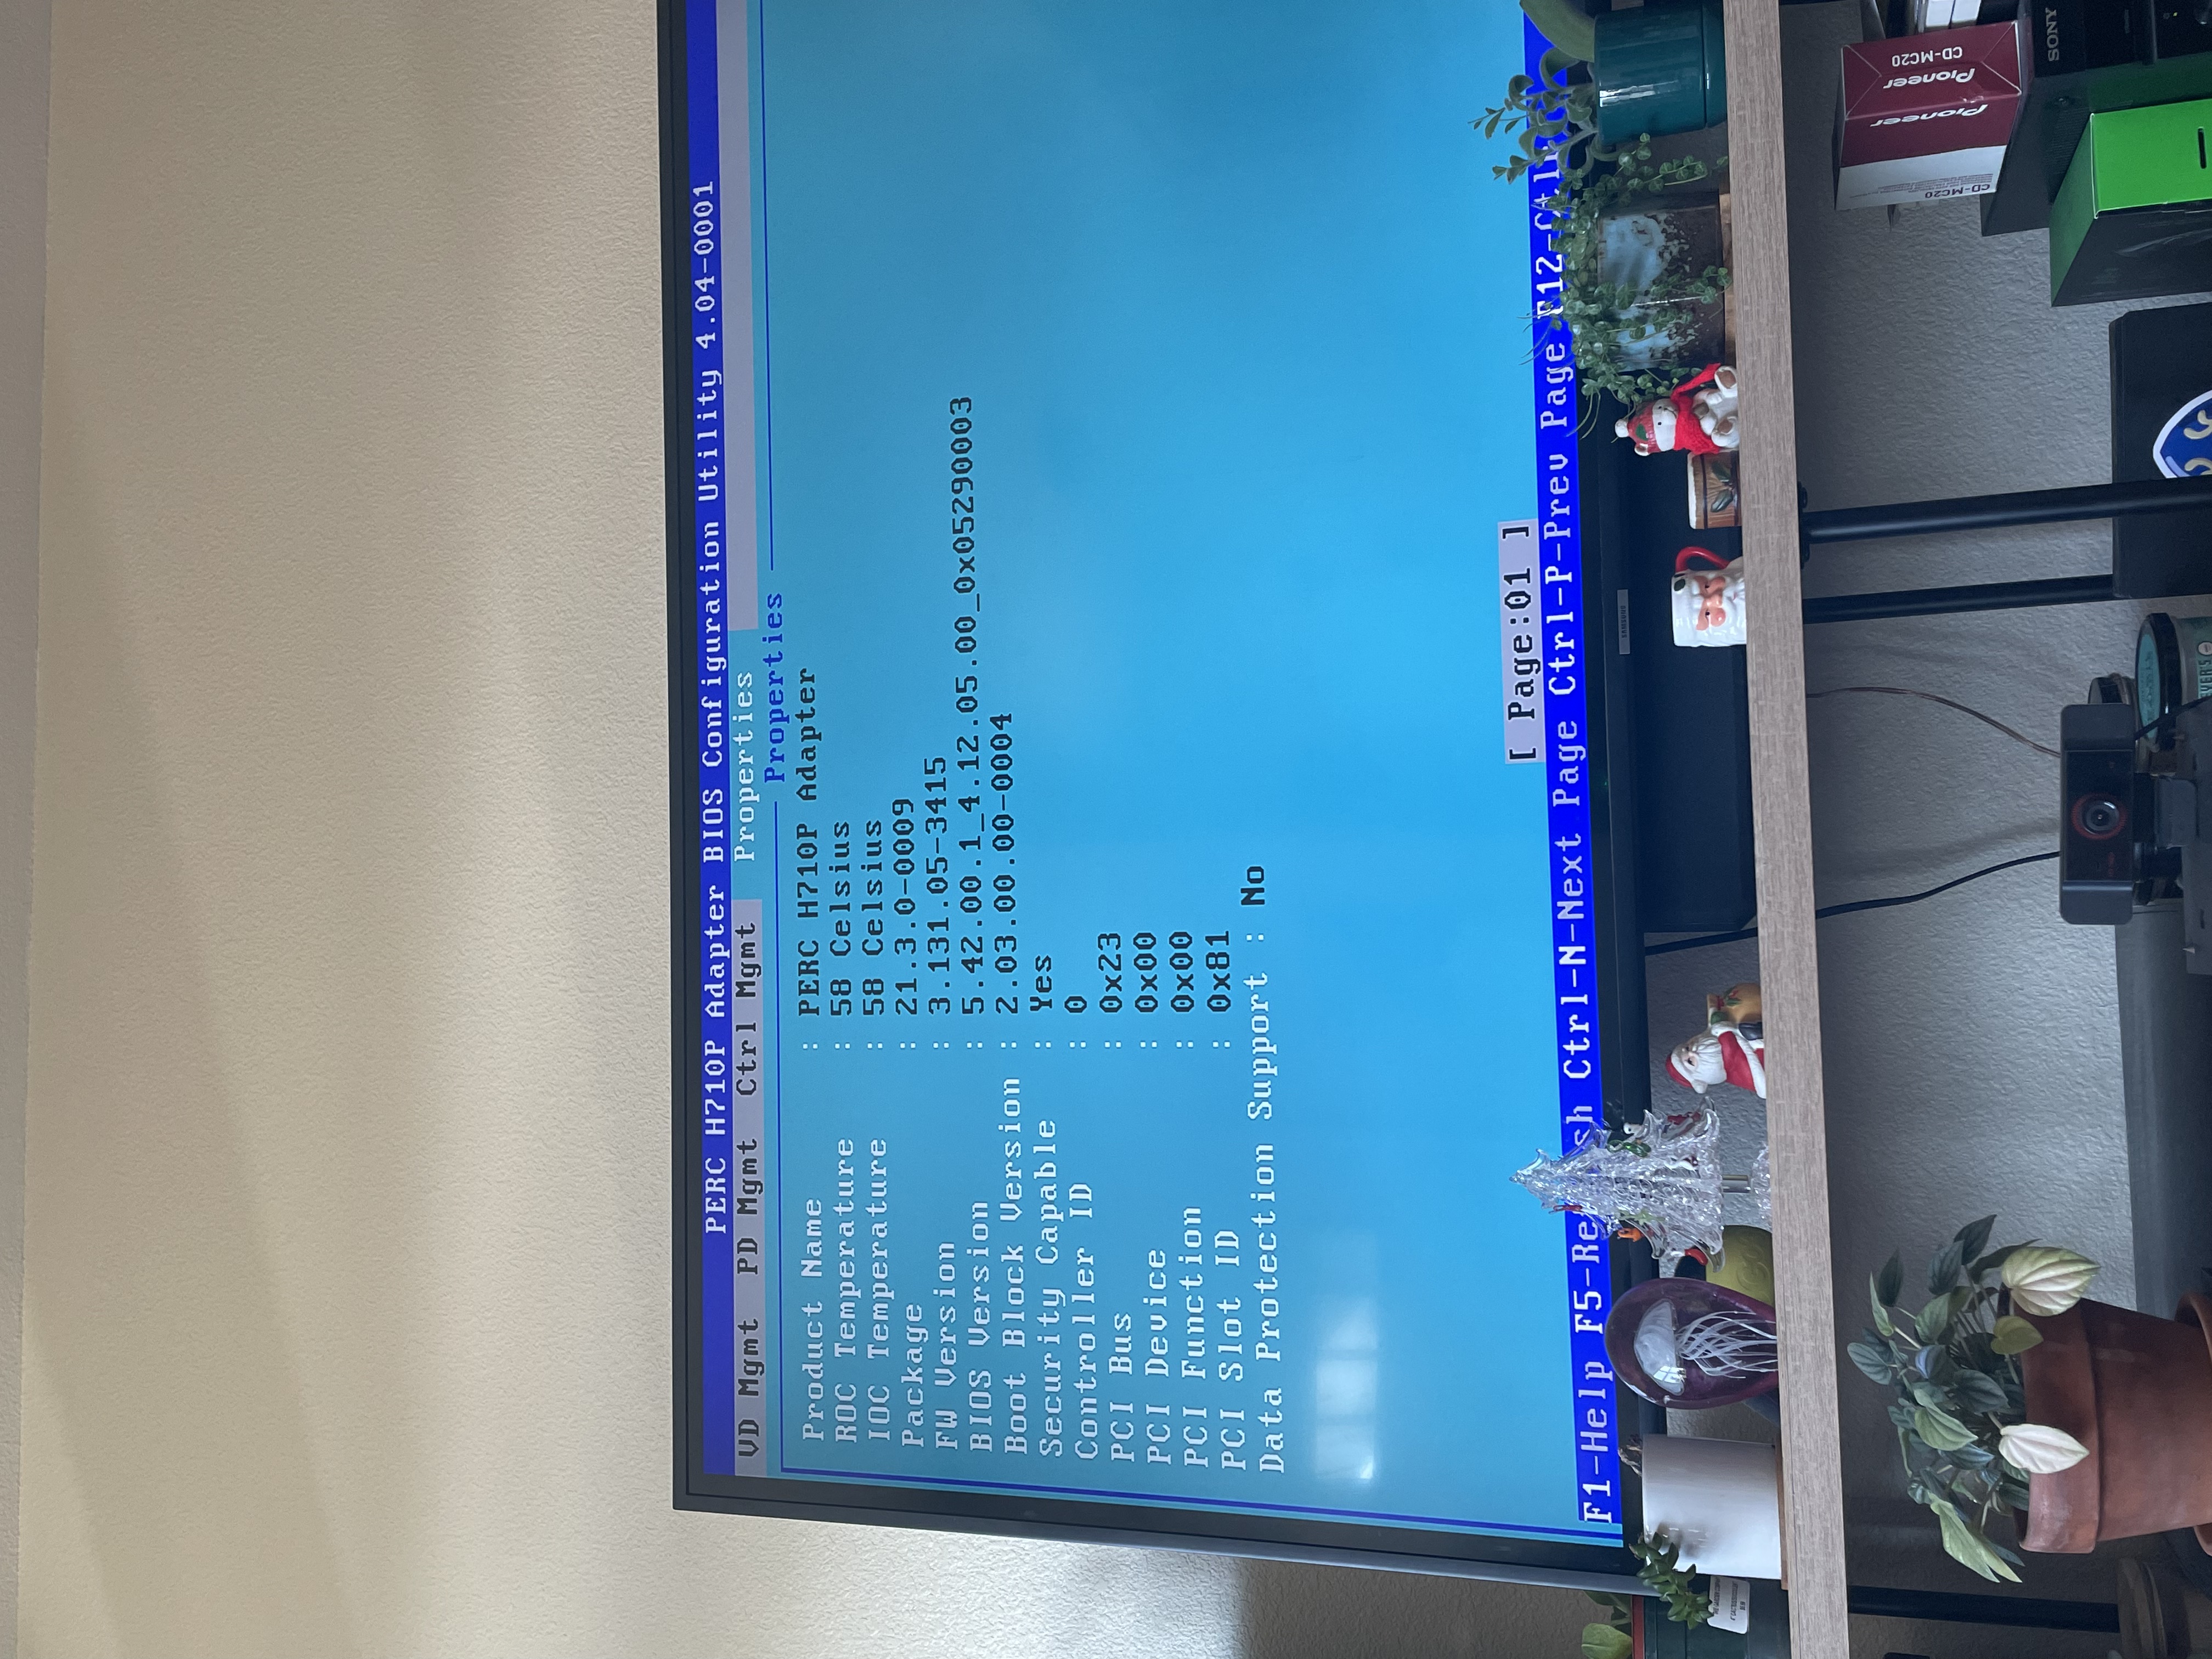 PERC H710P Adapter BIOS Configuration Utility 4.04-0001
VD Mgmt PD Mgmt Ctrl Mgmt Properties
Properties
Product Name : PERC H710P Adapter
ROC Temperature : 58 Celsius
IOC Temperature : 58 Celsius
Package : 21.3.0-0009
FW Version : 3.131.05-3415
BIOS Version : 5.42.00.1_4.12.05.00_0x05290003
Boot Block Version : 2.03.00.00-0004
Security Capable : Yes
Controller ID : 0
PCI Bus : 0x23
PCI Device : 0x00
PCI Function : 0x00
PCI Slot ID : 0x81
Data Protection Support : No
[ Page:01 ]
F1-Help Ctrl-N-Next Page Ctrl-P-Prev Page
SAMSUNG
Pioneer
Pioneer
CD-MC20
CD-MC20
SONY